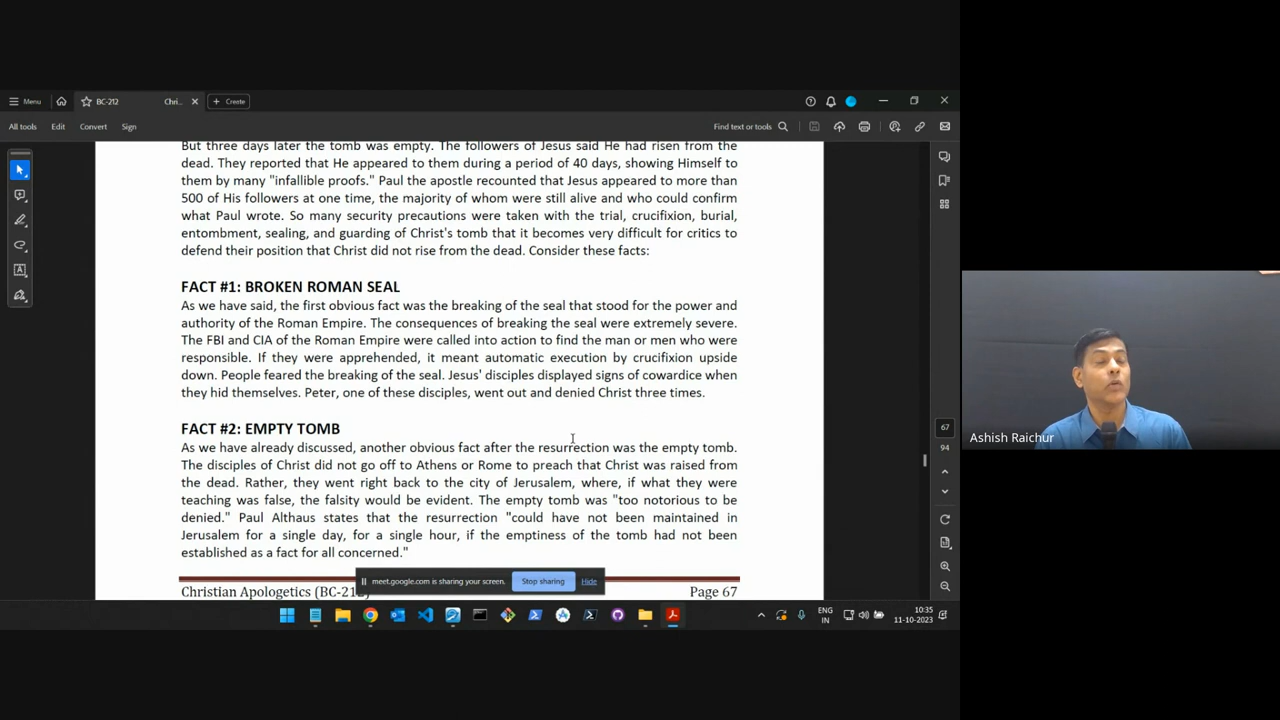 Menu
BC-212
Chri...
Create
All tools
Edit
Convert
Sign
Find text or tools
But three days later the tomb was empty. The followers of Jesus said He had risen from the
dead. They reported that He appeared to them during a period of 40 days, showing Himself to
them by many "infallible proofs." Paul the apostle recounted that Jesus appeared to more than
500 of His followers at one time, the majority of whom were still alive and who could confirm
what Paul wrote. So many security precautions were taken with the trial, crucifixion, burial,
entombment, sealing, and guarding of Christ's tomb that it becomes very difficult for critics to
defend their position that Christ did not rise from the dead. Consider these facts:
FACT #1: BROKEN ROMAN SEAL
As we have said, the first obvious fact was the breaking of the seal that stood for the power and
authority of the Roman Empire. The consequences of breaking the seal were extremely severe.
The FBI and CIA of the Roman Empire were called into action to find the man or men who were
responsible. If they were apprehended, it meant automatic execution by crucifixion upside
down. People feared the breaking of the seal. Jesus' disciples displayed signs of cowardice when
they hid themselves. Peter, one of these disciples, went out and denied Christ three times.
FACT #2: EMPTY TOMB
As we have already discussed, another obvious fact after the resurrection was the empty tomb.
The disciples of Christ did not go off to Athens or Rome to preach that Christ was raised from
the dead. Rather, they went right back to the city of Jerusalem, where, if what they were
teaching was false, the falsity would be evident. The empty tomb was "too notorious to be
denied." Paul Althaus states that the resurrection "could have not been maintained in
Jerusalem for a single day, for a single hour, if the emptiness of the tomb had not been
established as a fact for all concerned."
Christian Apologetics (BC-212)
Page 67
meet.google.com is sharing your screen.
Stop sharing
Hide
67
94
ENG
IN
10:35
11-10-2023
Ashish Raichur